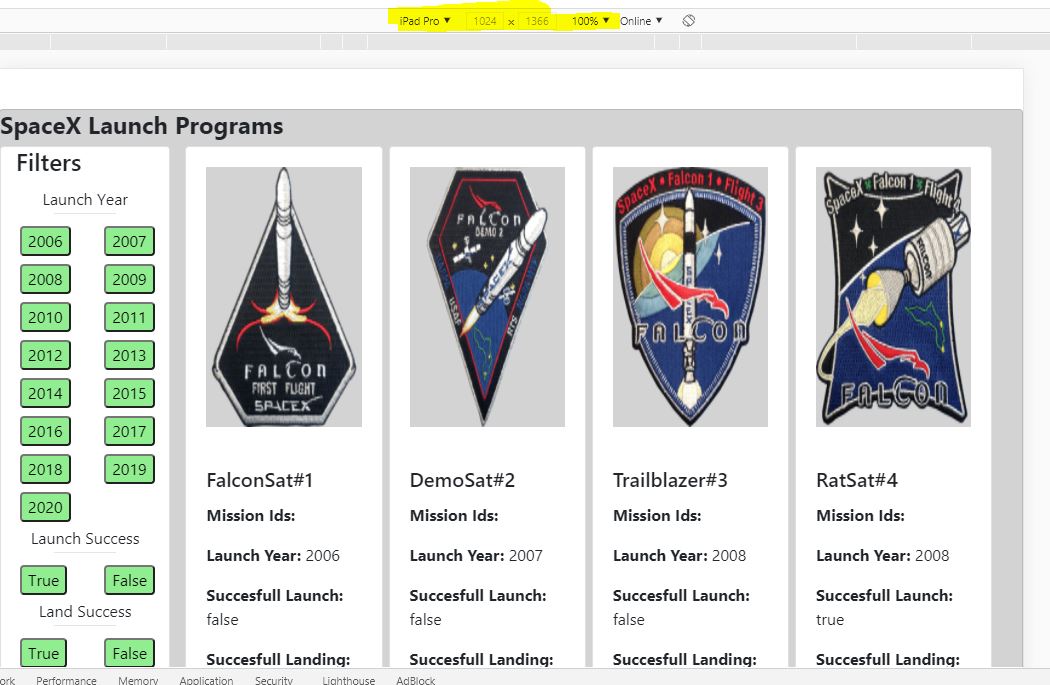 iPad Pro ▼ 1024 x 1366 100% ▼ Online ▼
SpaceX Launch Programs
Filters
Launch Year
2006 2007
2008 2009
2010 2011
2012 2013
2014 2015
2016 2017
2018 2019
2020
Launch Success
True False
Land Success
True False
FALCON
FIRST FLIGHT
SPACEX
FalconSat#1
Mission Ids:
Launch Year: 2006
Succesfull Launch:
false
Succesfull Landing:
FALCON
DEMO 2
SPACEX
USAF
DemoSat#2
Mission Ids:
Launch Year: 2007
Succesfull Launch:
false
Succesfull Landing:
SpaceX • Falcon 1 • Flight 3
SPACEX
FALCON
Trailblazer#3
Mission Ids:
Launch Year: 2008
Succesfull Launch:
false
Succesfull Landing:
SpaceX Falcon 1 Flight 4
FALCON
FALCON
RatSat#4
Mission Ids:
Launch Year: 2008
Succesfull Launch:
true
Succesfull Landing:
ork Performance Memory Application Security Lighthouse AdBlock